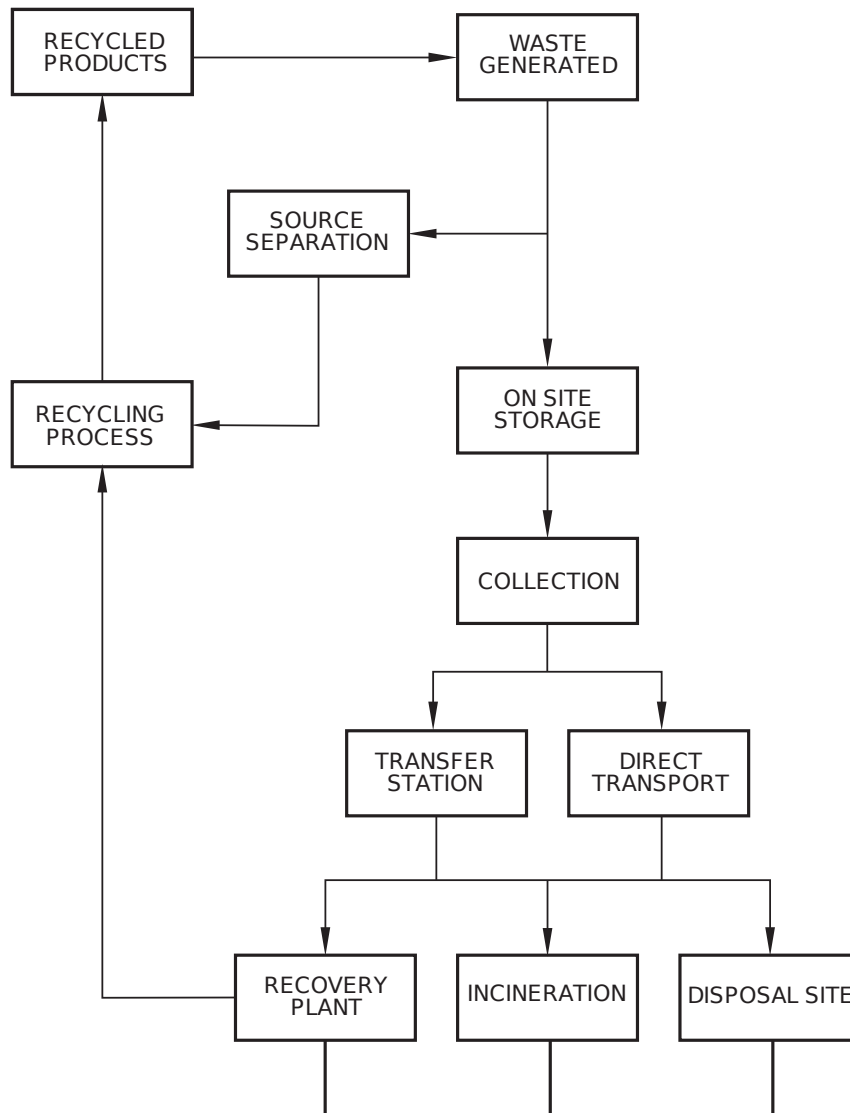 RECYCLED
PRODUCTS
WASTE
GENERATED
SOURCE
SEPARATION
RECYCLING
PROCESS
ON SITE
STORAGE
COLLECTION
TRANSFER
STATION
DIRECT
TRANSPORT
RECOVERY
PLANT
INCINERATION
DISPOSAL SITE